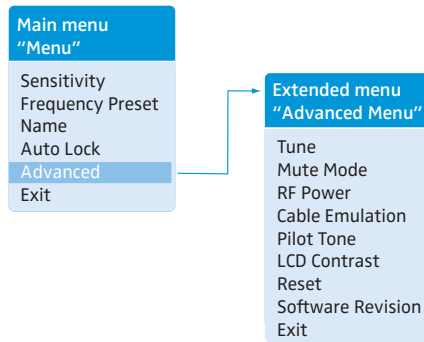 Main menu
“Menu”
Sensitivity
Frequency Preset
Name
Auto Lock
Advanced
Exit
Extended menu
“Advanced Menu”
Tune
Mute Mode
RF Power
Cable Emulation
Pilot Tone
LCD Contrast
Reset
Software Revision
Exit